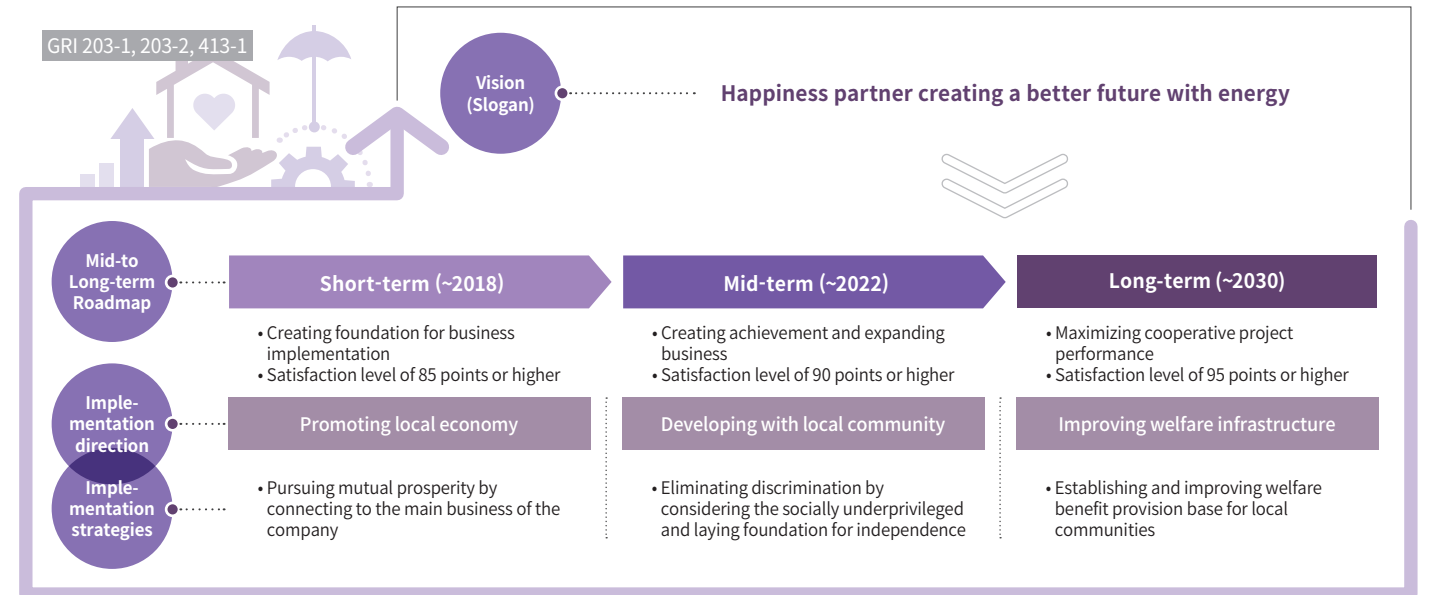 GRI 203-1, 203-2, 413-1
Vision
(Slogan)
Happiness partner creating a better future with energy
Mid-to
Long-term
Roadmap
Short-term (~2018)
Mid-term (~2022)
Long-term (~2030)
• Creating foundation for business
implementation
• Satisfaction level of 85 points or higher
• Creating achievement and expanding
business
• Satisfaction level of 90 points or higher
• Maximizing cooperative project
performance
• Satisfaction level of 95 points or higher
Imple-
mentation
direction
Promoting local economy
Developing with local community
Improving welfare infrastructure
Imple-
mentation
strategies
• Pursuing mutual prosperity by
connecting to the main business of the
company
• Eliminating discrimination by
considering the socially underprivileged
and laying foundation for independence
• Establishing and improving welfare
benefit provision base for local
communities